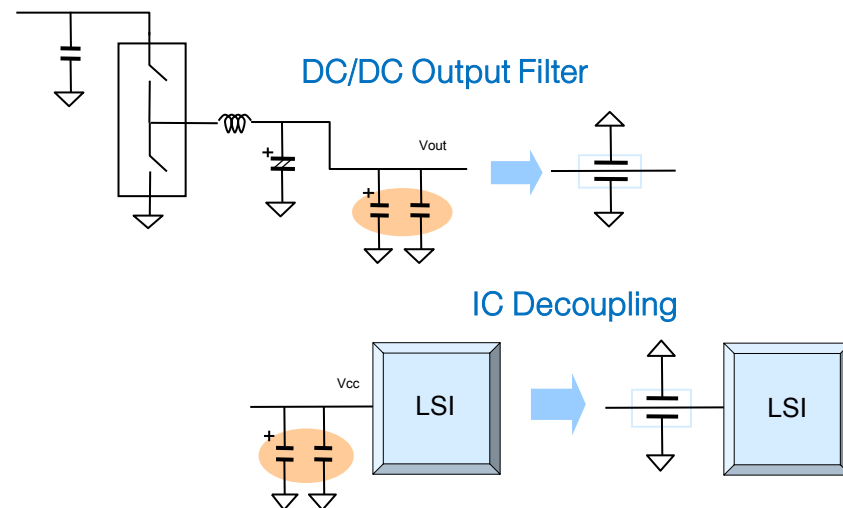 DC/DC Output Filter
+
Vout
+
IC Decoupling
Vcc
LSI
LSI
+